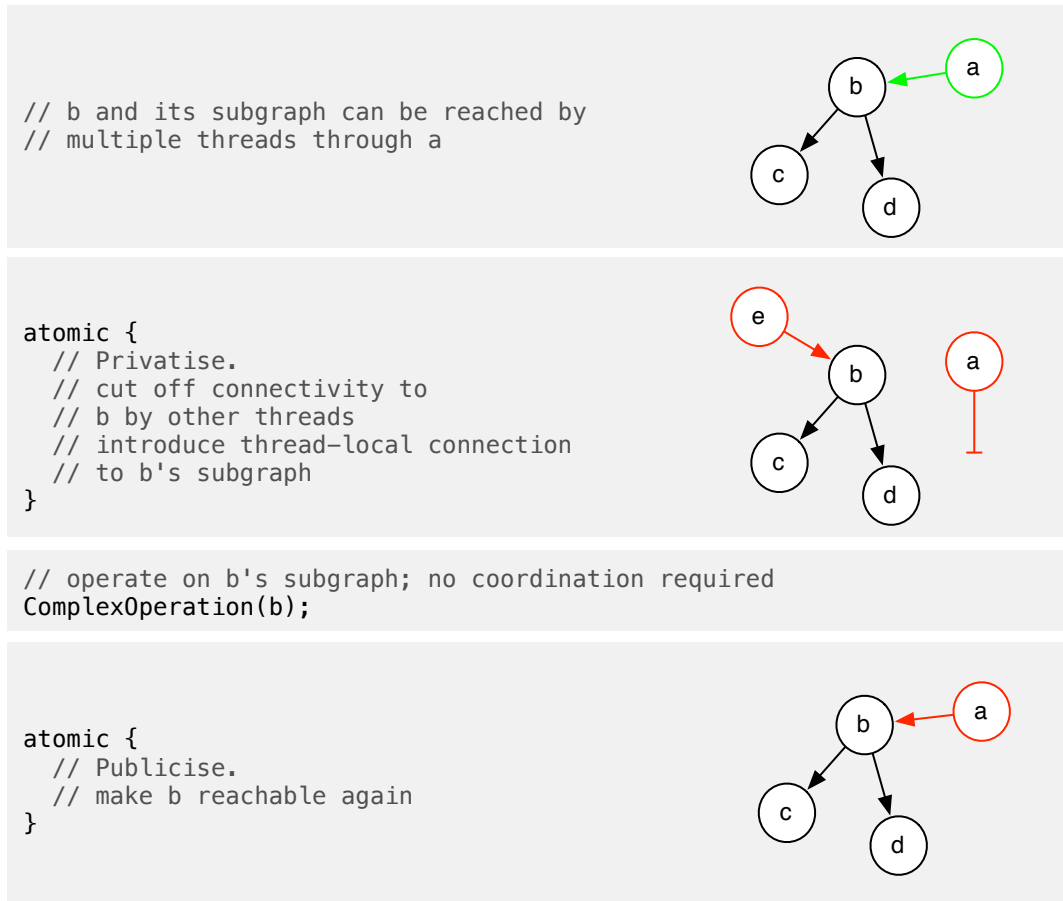 // b and its subgraph can be reached by
// multiple threads through a
a
b
c
d
atomic {
// Privatise.
// cut off connectivity to
// b by other threads
// introduce thread–local connection
// to b's subgraph
}
e
b
a
c
d
// operate on b's subgraph; no coordination required
ComplexOperation(b);
atomic {
// Publicise.
// make b reachable again
}
a
b
c
d